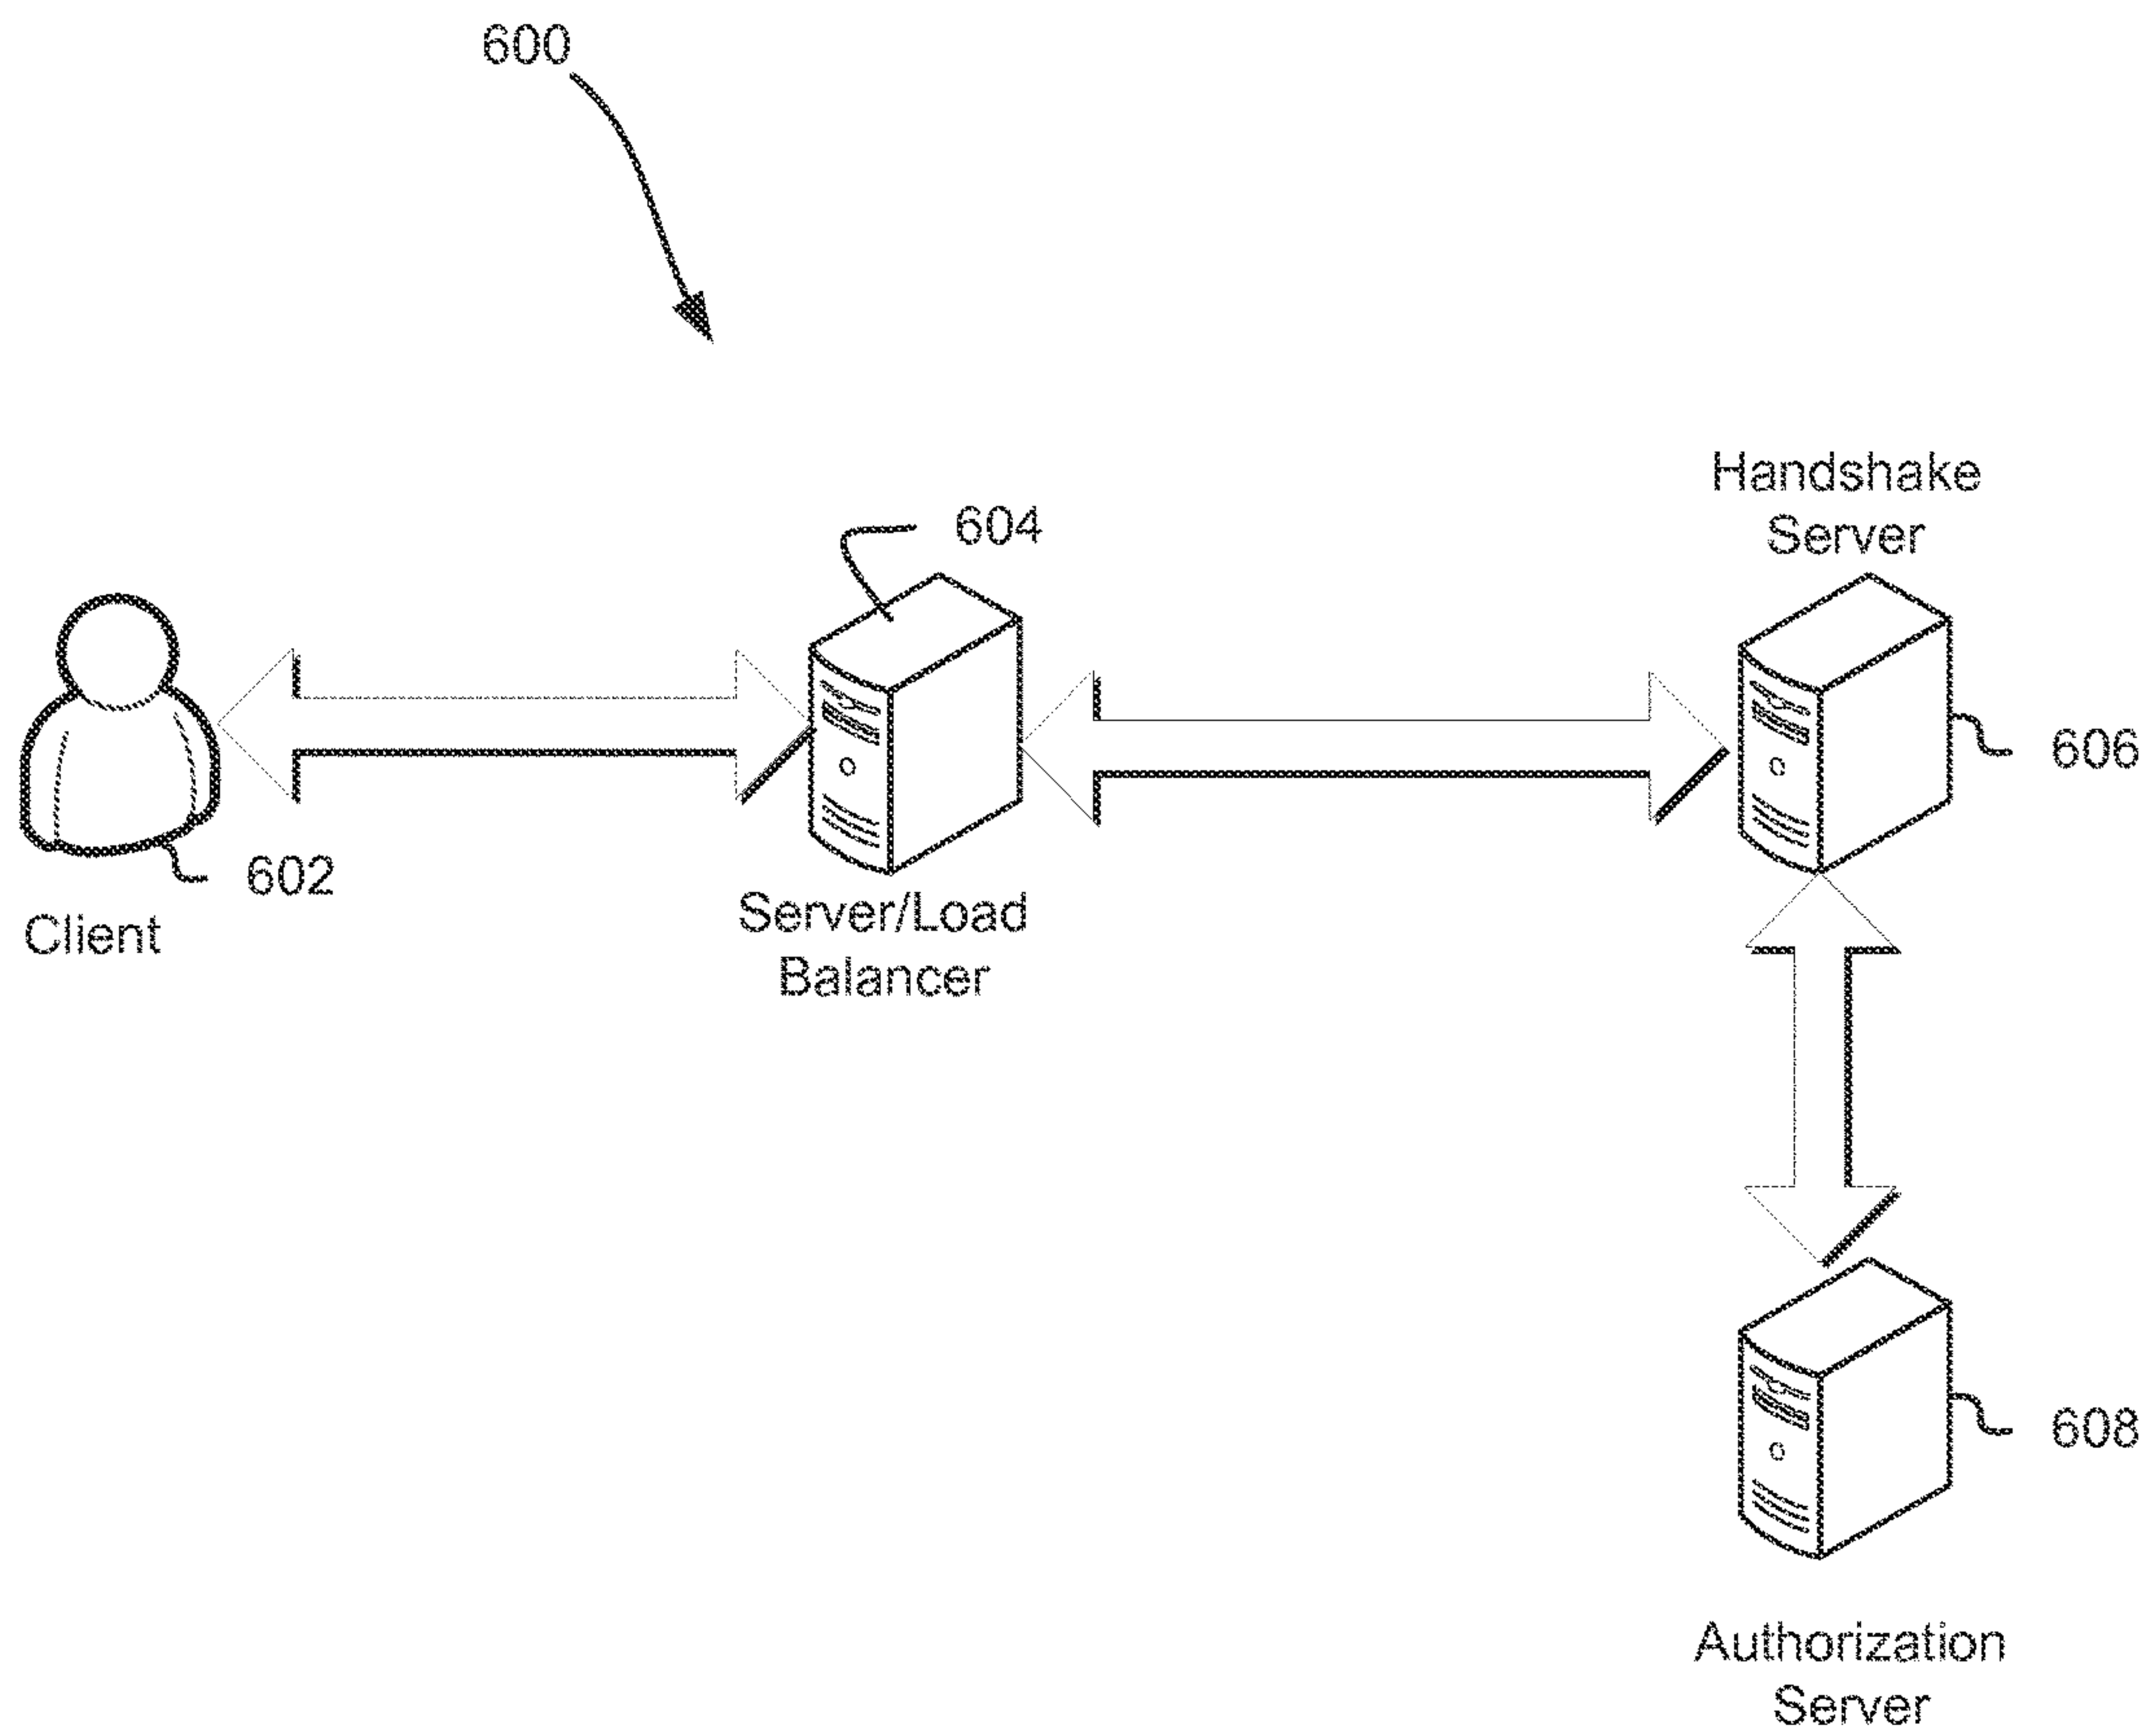 600
604
Handshake
Server
606
602
Client
Server/Load
Balancer
608
Authorization
Server